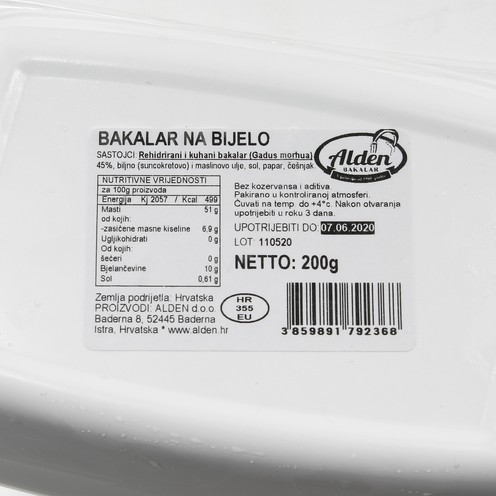 BAKALAR NA BIJELO
SASTOJCI: Rehidrirani i kuhani bakalar (Gadus morhua)
45%, biljno (suncokretovo) i maslinovo ulje, sol, papar, češnjak
Alden
BAKALAR
NUTRITIVNE VRIJEDNOSTI
za 100g proizvoda
Energija Kj 2057 / Kcal 499
Masti 51 g
od kojih:
-zasićene masne kiseline 6,9 g
Ugljikohidrati 0 g
Od kojih:
šećeri 0 g
Bjelančevine 10 g
Sol 0,61 g
Bez kozervansa i aditiva.
Pakirano u kontroliranoj atmosferi.
Čuvati na temp do +4°c. Nakon otvaranja
upotrijebiti u roku 3 dana.
UPOTRIJEBITI DO: 07.06.2020
LOT: 110520
NETTO: 200g
Zemlja podrijetla: Hrvatska
PROIZVODI: ALDEN d.o.o.
Baderna 8, 52445 Baderna
Istra, Hrvatska * www.alden.hr
HR
355
EU
3 859891 792368